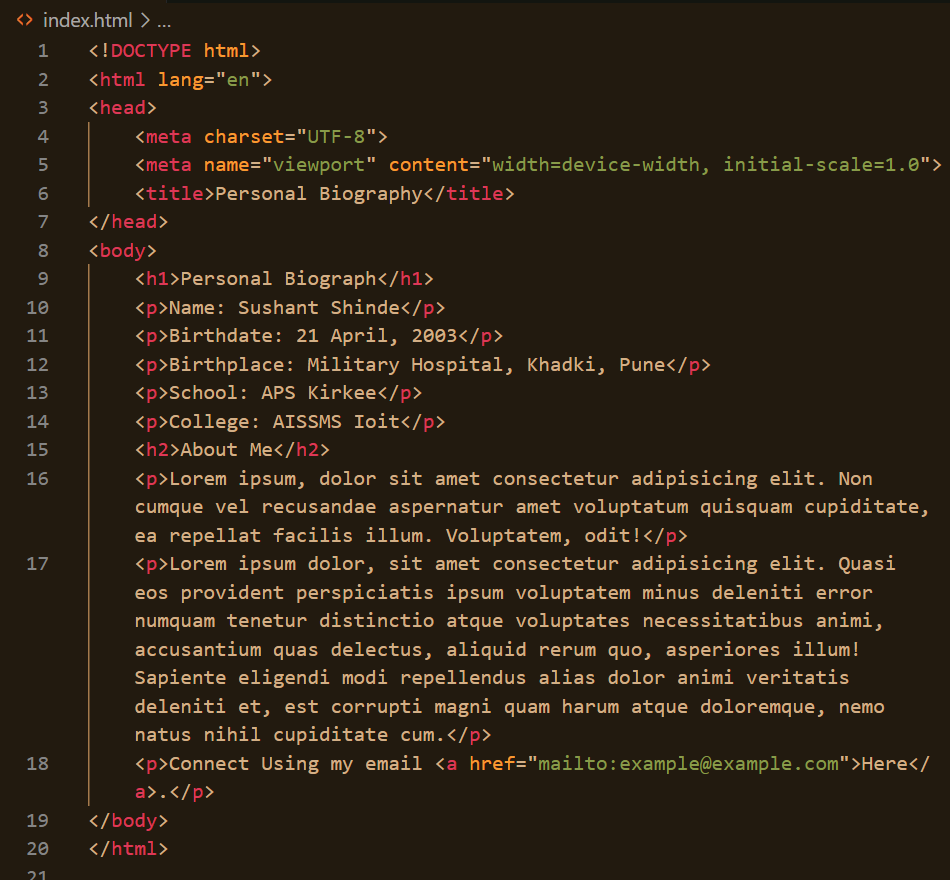 index.html > ...
1 <!DOCTYPE html>
2 <html lang="en">
3 <head>
4 <meta charset="UTF-8">
5 <meta name="viewport" content="width=device-width, initial-scale=1.0">
6 <title>Personal Biography</title>
7 </head>
8 <body>
9 <h1>Personal Biograph</h1>
10 <p>Name: Sushant Shinde</p>
11 <p>Birthdate: 21 April, 2003</p>
12 <p>Birthplace: Military Hospital, Khadki, Pune</p>
13 <p>School: APS Kirkee</p>
14 <p>College: AISSMS Ioit</p>
15 <h2>About Me</h2>
16 <p>Lorem ipsum, dolor sit amet consectetur adipisicing elit. Non
cumque vel recusandae aspernatur amet voluptatum quisquam cupiditate,
ea repellat facilis illum. Voluptatem, odit!</p>
17 <p>Lorem ipsum dolor, sit amet consectetur adipisicing elit. Quasi
eos provident perspiciatis ipsum voluptatem minus deleniti error
numquam tenetur distinctio atque voluptates necessitatibus animi,
accusantium quas delectus, aliquid rerum quo, asperiores illum!
Sapiente eligendi modi repellendus alias dolor animi veritatis
deleniti et, est corrupti magni quam harum atque doloremque, nemo
natus nihil cupiditate cum.</p>
18 <p>Connect Using my email <a href="mailto:example@example.com">Here</
a>.</p>
19 </body>
20 </html>
21